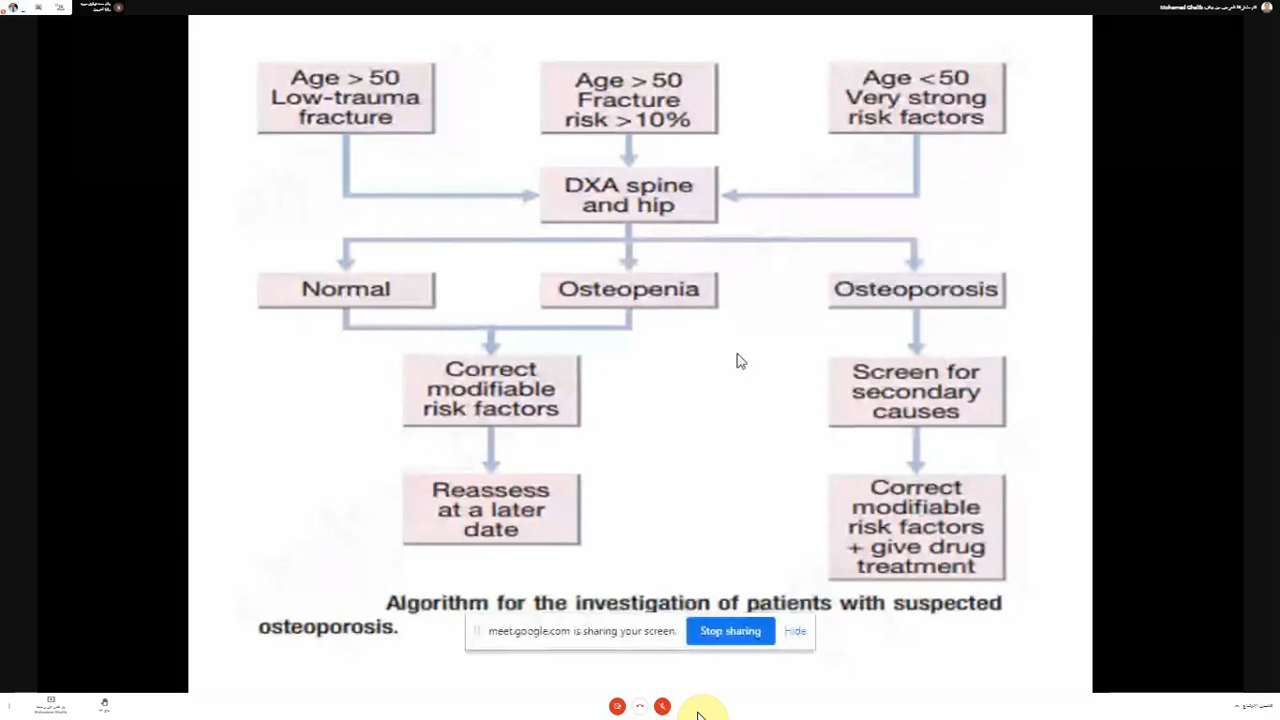 Mohamed Ghalib
Age > 50
Low-trauma
fracture
Age > 50
Fracture
risk >10%
Age <50
Very strong
risk factors
DXA spine
and hip
Normal
Osteopenia
Osteoporosis
Correct
modifiable
risk factors
Screen for
secondary
causes
Reassess
at a later
date
Correct
modifiable
risk factors
+ give drug
treatment
Algorithm for the investigation of patients with suspected
osteoporosis.
meet.google.com is sharing your screen.
Stop sharing
Hide